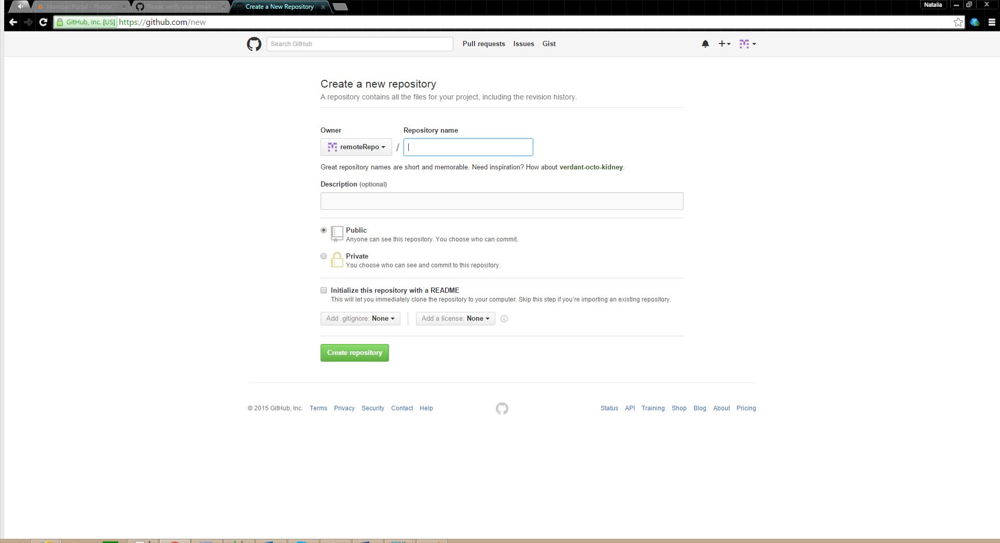 Member Portal - Pivotal T
Please verify your email a
Create a New Repository
Natalia
GitHub, Inc. [US] https://github.com/new
Search GitHub
Pull requests Issues Gist
Create a new repository
A repository contains all the files for your project, including the revision history.
Owner Repository name
remoteRepo /
Great repository names are short and memorable. Need inspiration? How about verdant-octo-kidney.
Description (optional)
Public
Anyone can see this repository. You choose who can commit.
Private
You choose who can see and commit to this repository.
Initialize this repository with a README
This will let you immediately clone the repository to your computer. Skip this step if you're importing an existing repository.
Add .gitignore: None Add a license: None
Create repository
© 2015 GitHub, Inc. Terms Privacy Security Contact Help Status API Training Shop Blog About Pricing